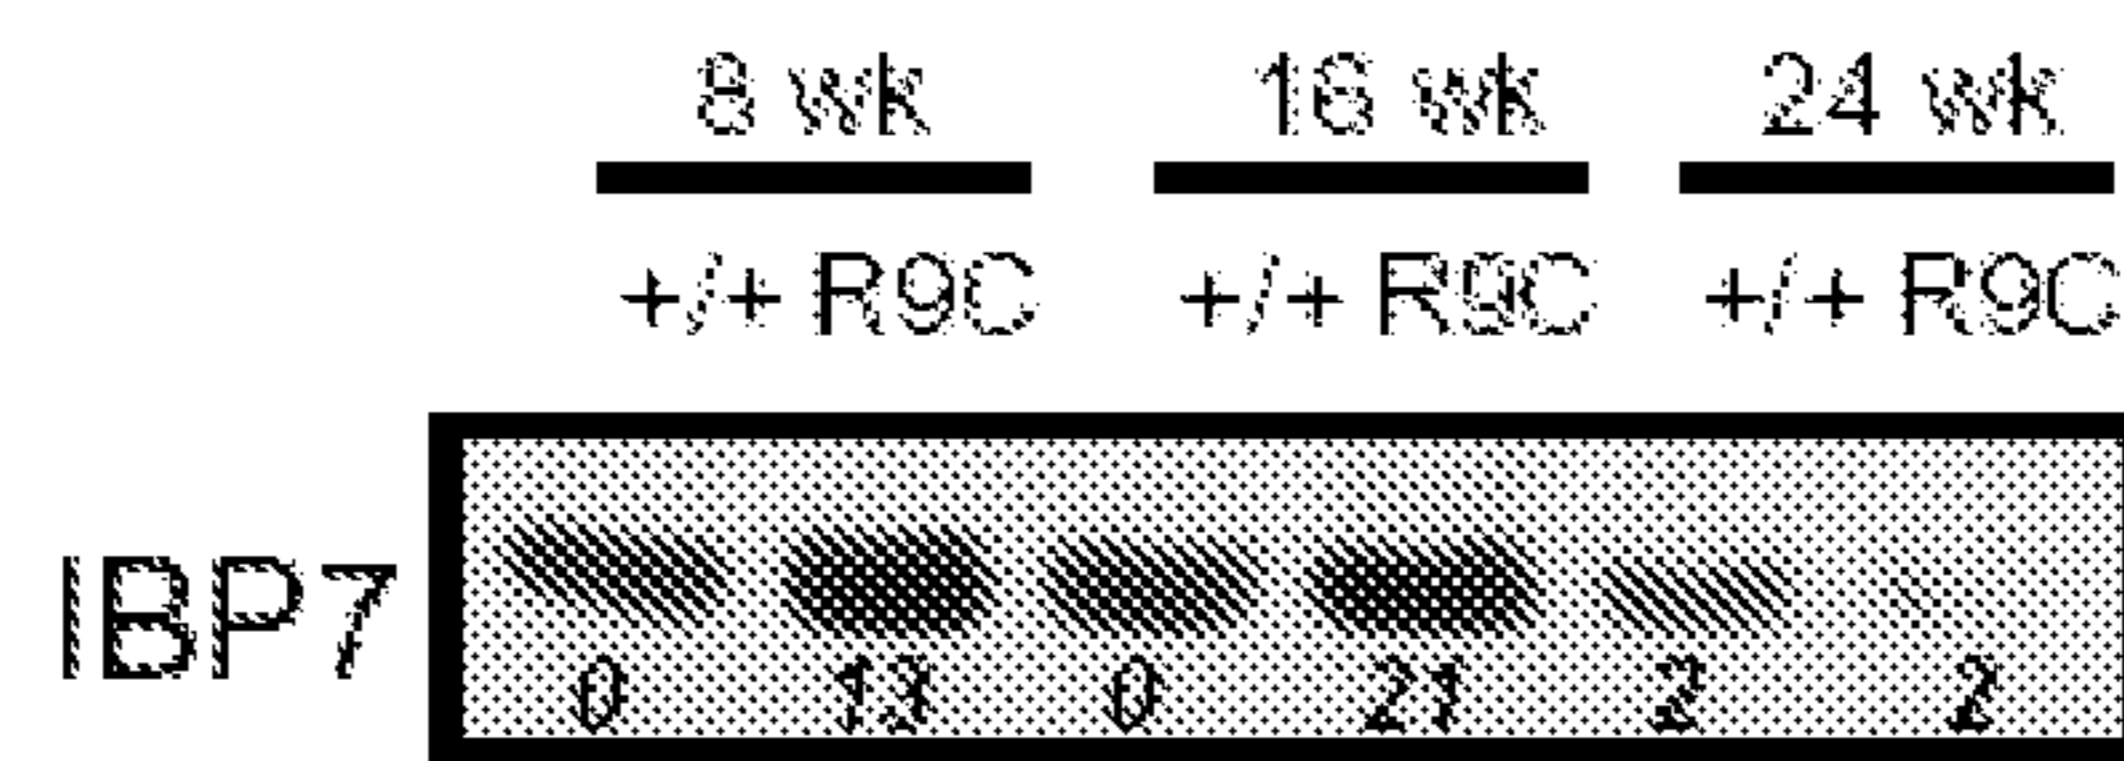 8 wk 16 wk 24 wk
+/+ R9C +/+ R9C +/+ R9C
IBP7
0 13 0 21 2 2